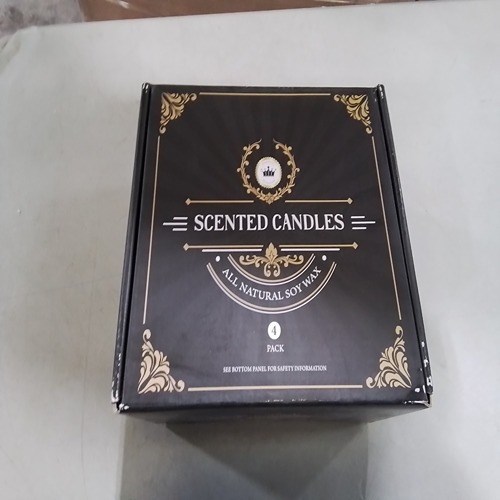 SCENTED CANDLES
ALL NATURAL SOY WAX
4
PACK
SEE BOTTOM PANEL FOR SAFETY INFORMATION